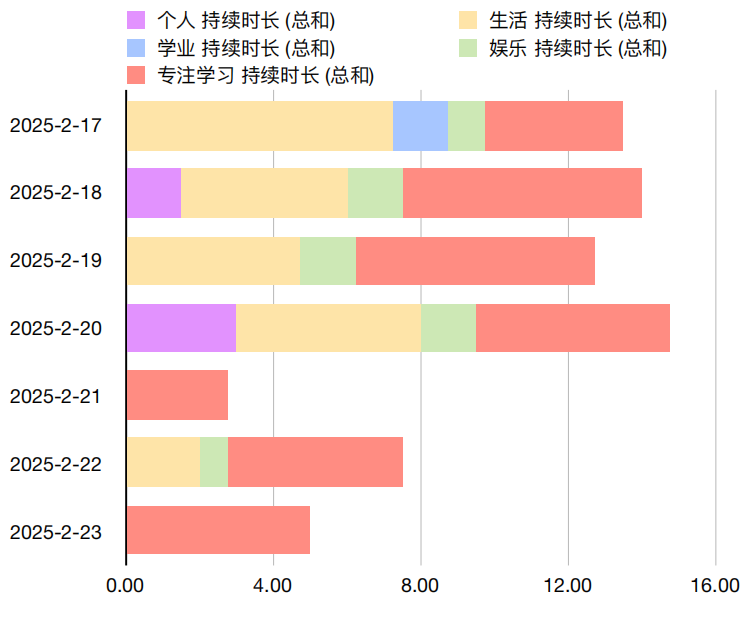 个人 持续时长 (总和)
生活 持续时长 (总和)
学业 持续时长 (总和)
娱乐 持续时长 (总和)
专注学习 持续时长 (总和)
2025-2-17
2025-2-18
2025-2-19
2025-2-20
2025-2-21
2025-2-22
2025-2-23
0.00 4.00 8.00 12.00 16.00